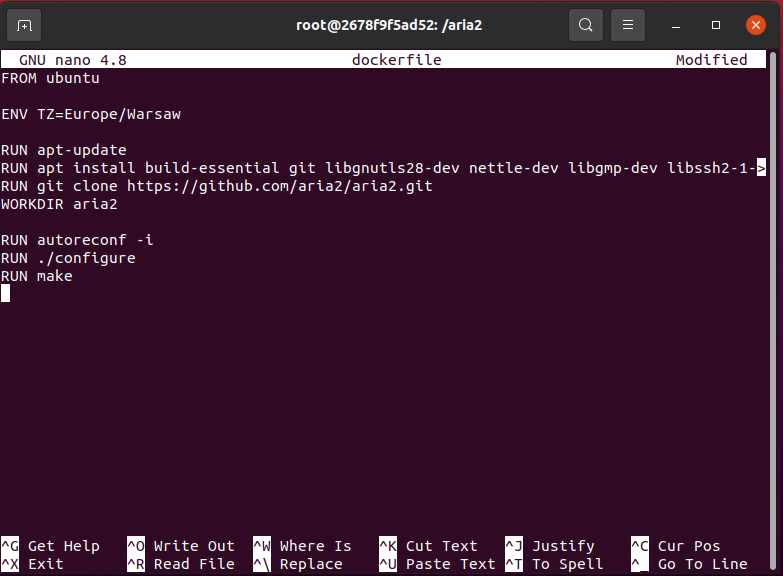 root@2678f9f5ad52: /aria2
GNU nano 4.8 dockerfile Modified
FROM ubuntu
ENV TZ=Europe/Warsaw
RUN apt-update
RUN apt install build-essential git libgnutls28-dev nettle-dev libgmp-dev libssh2-1->
RUN git clone https://github.com/aria2/aria2.git
WORKDIR aria2
RUN autoreconf -i
RUN ./configure
RUN make
^G Get Help ^O Write Out ^W Where Is ^K Cut Text ^J Justify ^C Cur Pos
^X Exit ^R Read File ^\ Replace ^U Paste Text ^T To Spell ^_ Go To Line